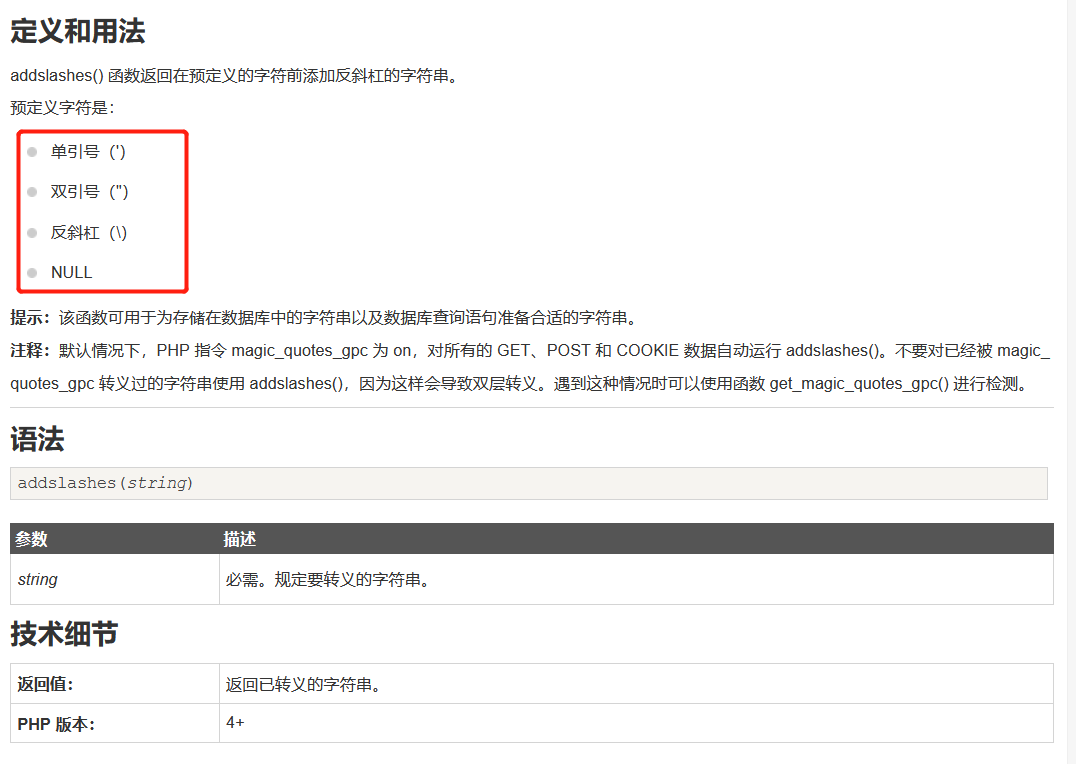 定义和用法
addslashes() 函数返回在预定义的字符前添加反斜杠的字符串。
预定义字符是：
单引号（'）
双引号（"）
反斜杠（\）
NULL
提示：该函数可用于为存储在数据库中的字符串以及数据库查询语句准备合适的字符串。
注释：默认情况下，PHP 指令 magic_quotes_gpc 为 on，对所有的 GET、POST 和 COOKIE 数据自动运行 addslashes()。不要对已经被 magic_
quotes_gpc 转义过的字符串使用 addslashes()，因为这样会导致双层转义。遇到这种情况时可以使用函数 get_magic_quotes_gpc() 进行检测。
语法
addslashes(string)
参数 描述
string 必需。规定要转义的字符串。
技术细节
返回值： 返回已转义的字符串。
PHP 版本： 4+